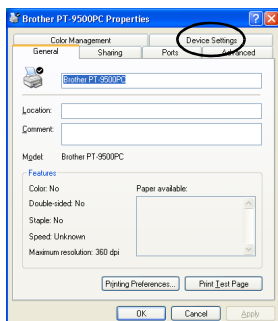 Brother PT-9500PC Properties
Color Management Device Settings
General Sharing Ports Advanced
Brother PT-9500PC
Location:
Comment:
Model: Brother PT-9500PC
Features
Color: No Paper available:
Double-sided: No
Staple: No
Speed: Unknown
Maximum resolution: 360 dpi
Printing Preferences... Print Test Page
OK Cancel Apply